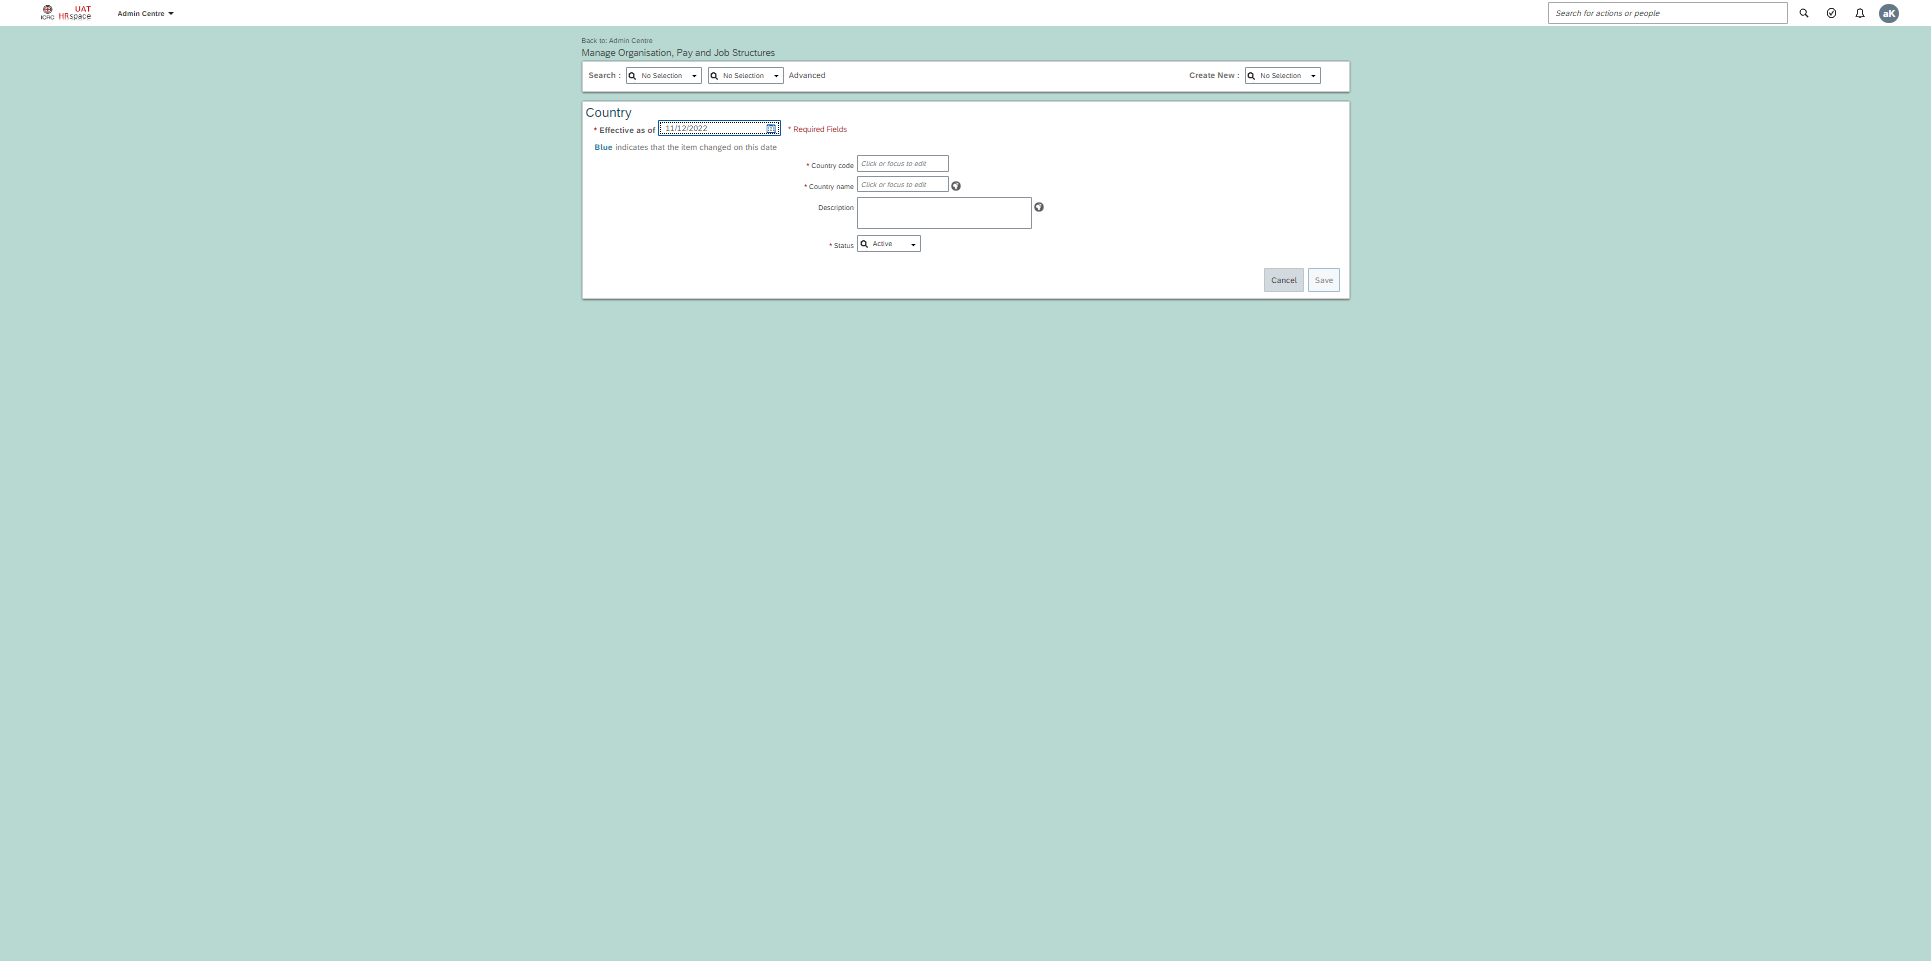 ICRC UAT HRspace Admin Centre Search for actions or people aK
Back to: Admin Centre
Manage Organisation, Pay and Job Structures
Search : No Selection No Selection Advanced Create New : No Selection
Country
* Effective as of 11/12/2022 * Required Fields
Blue indicates that the item changed on this date
* Country code Click or focus to edit
* Country name Click or focus to edit
Description
* Status Active
Cancel Save